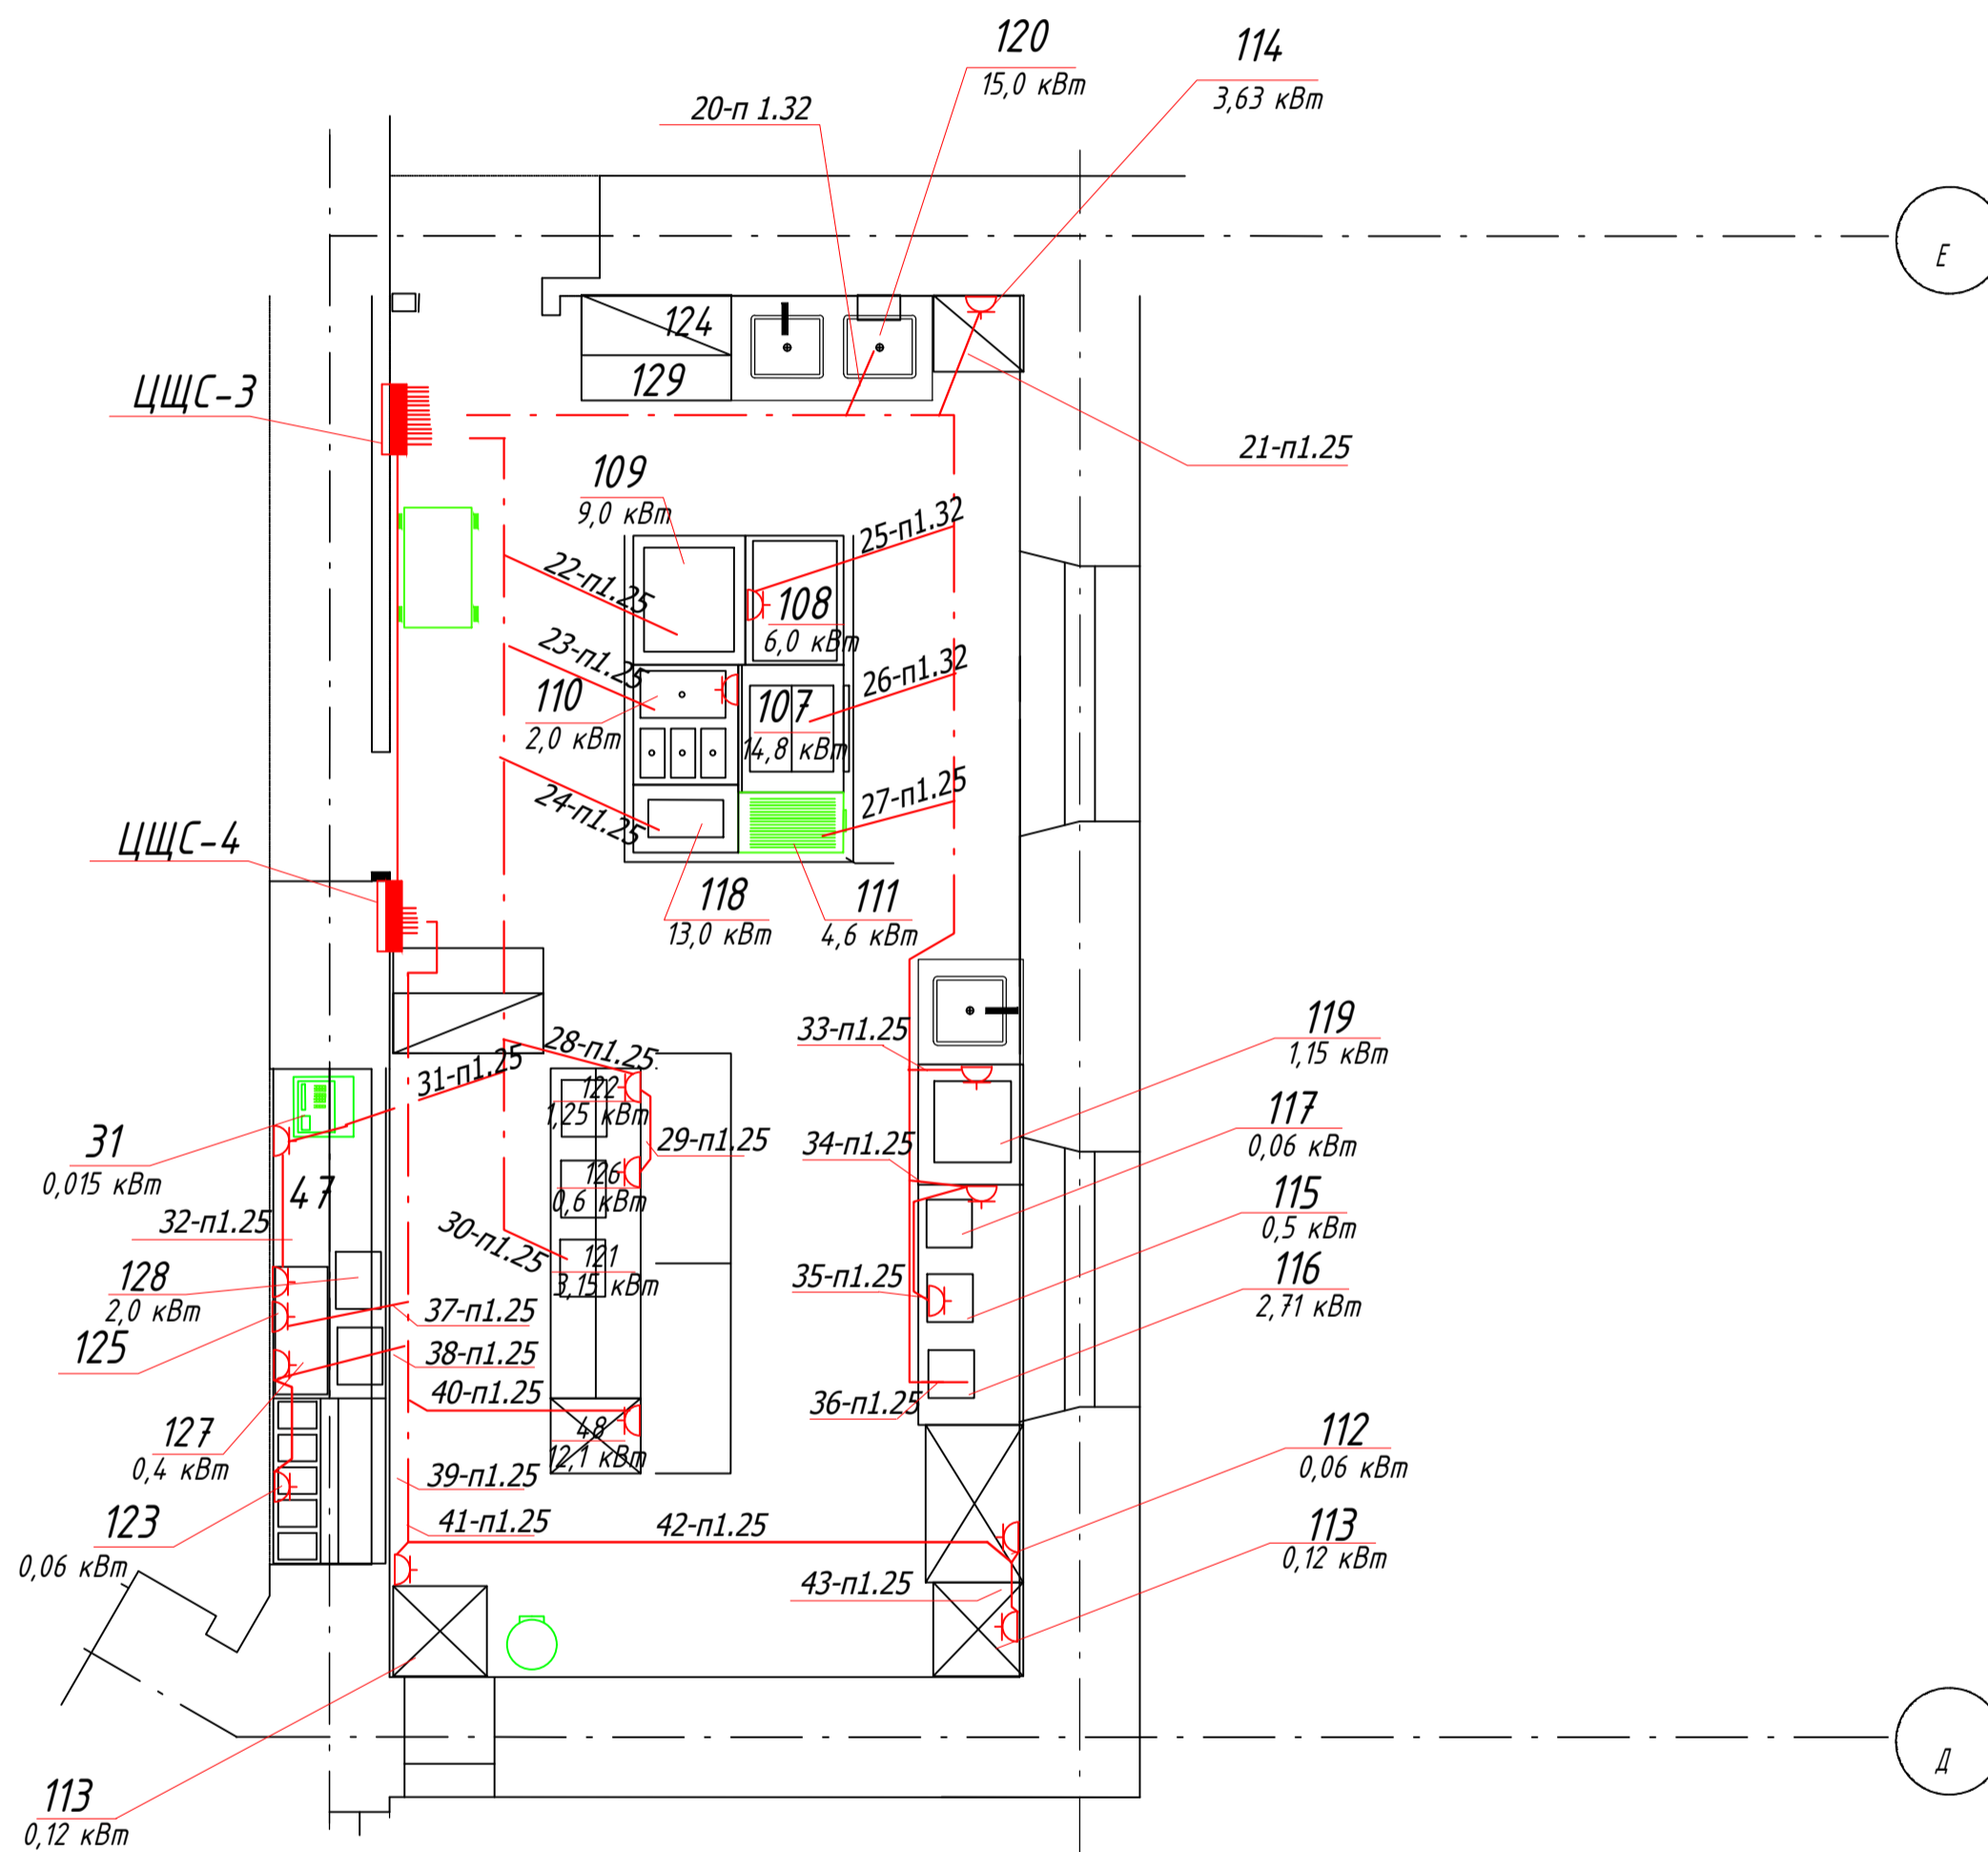 120
15,0 кВт
114
3,63 кВт
20-п 1.32
Е
124
129
ЦЩС-3
21-п1.25
109
9,0 кВт
25-п1.32
22-п1.25
108
6,0 кВт
23-п1.25
26-п1.32
110
2,0 кВт
107
14,8 кВт
24-п1.25
27-п1.25
ЦЩС-4
118
13,0 кВт
111
4,6 кВт
33-п1.25
119
1,15 кВт
28-п1.25
31-п1.25
122
1,25 кВт
117
0,06 кВт
31
0,015 кВт
29-п1.25
34-п1.25
126
0,6 кВт
47
115
0,5 кВт
32-п1.25
30-п1.25
121
3,15 кВт
128
2,0 кВт
35-п1.25
116
2,71 кВт
37-п1.25
125
38-п1.25
40-п1.25
36-п1.25
127
0,4 кВт
48
12,1 кВт
112
0,06 кВт
39-п1.25
123
0,06 кВт
41-п1.25
42-п1.25
113
0,12 кВт
43-п1.25
Д
113
0,12 кВт